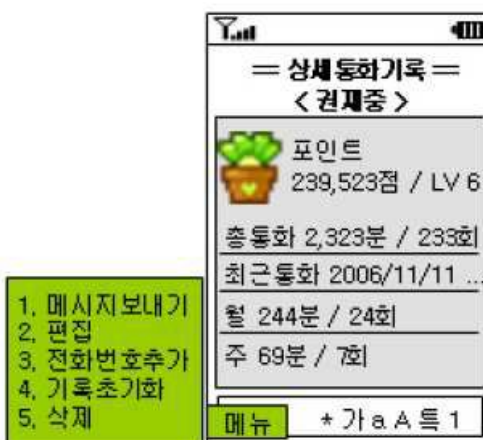 == 상세통화기록 ==
< 권재중 >
포인트
239,523점 / LV 6
총통화 2,323분 / 233회
최근통화 2006/11/11 ...
월 244분 / 24회
주 69분 / 7회
1. 메시지보내기
2. 편집
3. 전화번호추가
4. 기록초기화
5. 삭제
메뉴
* 가 a A 특 1